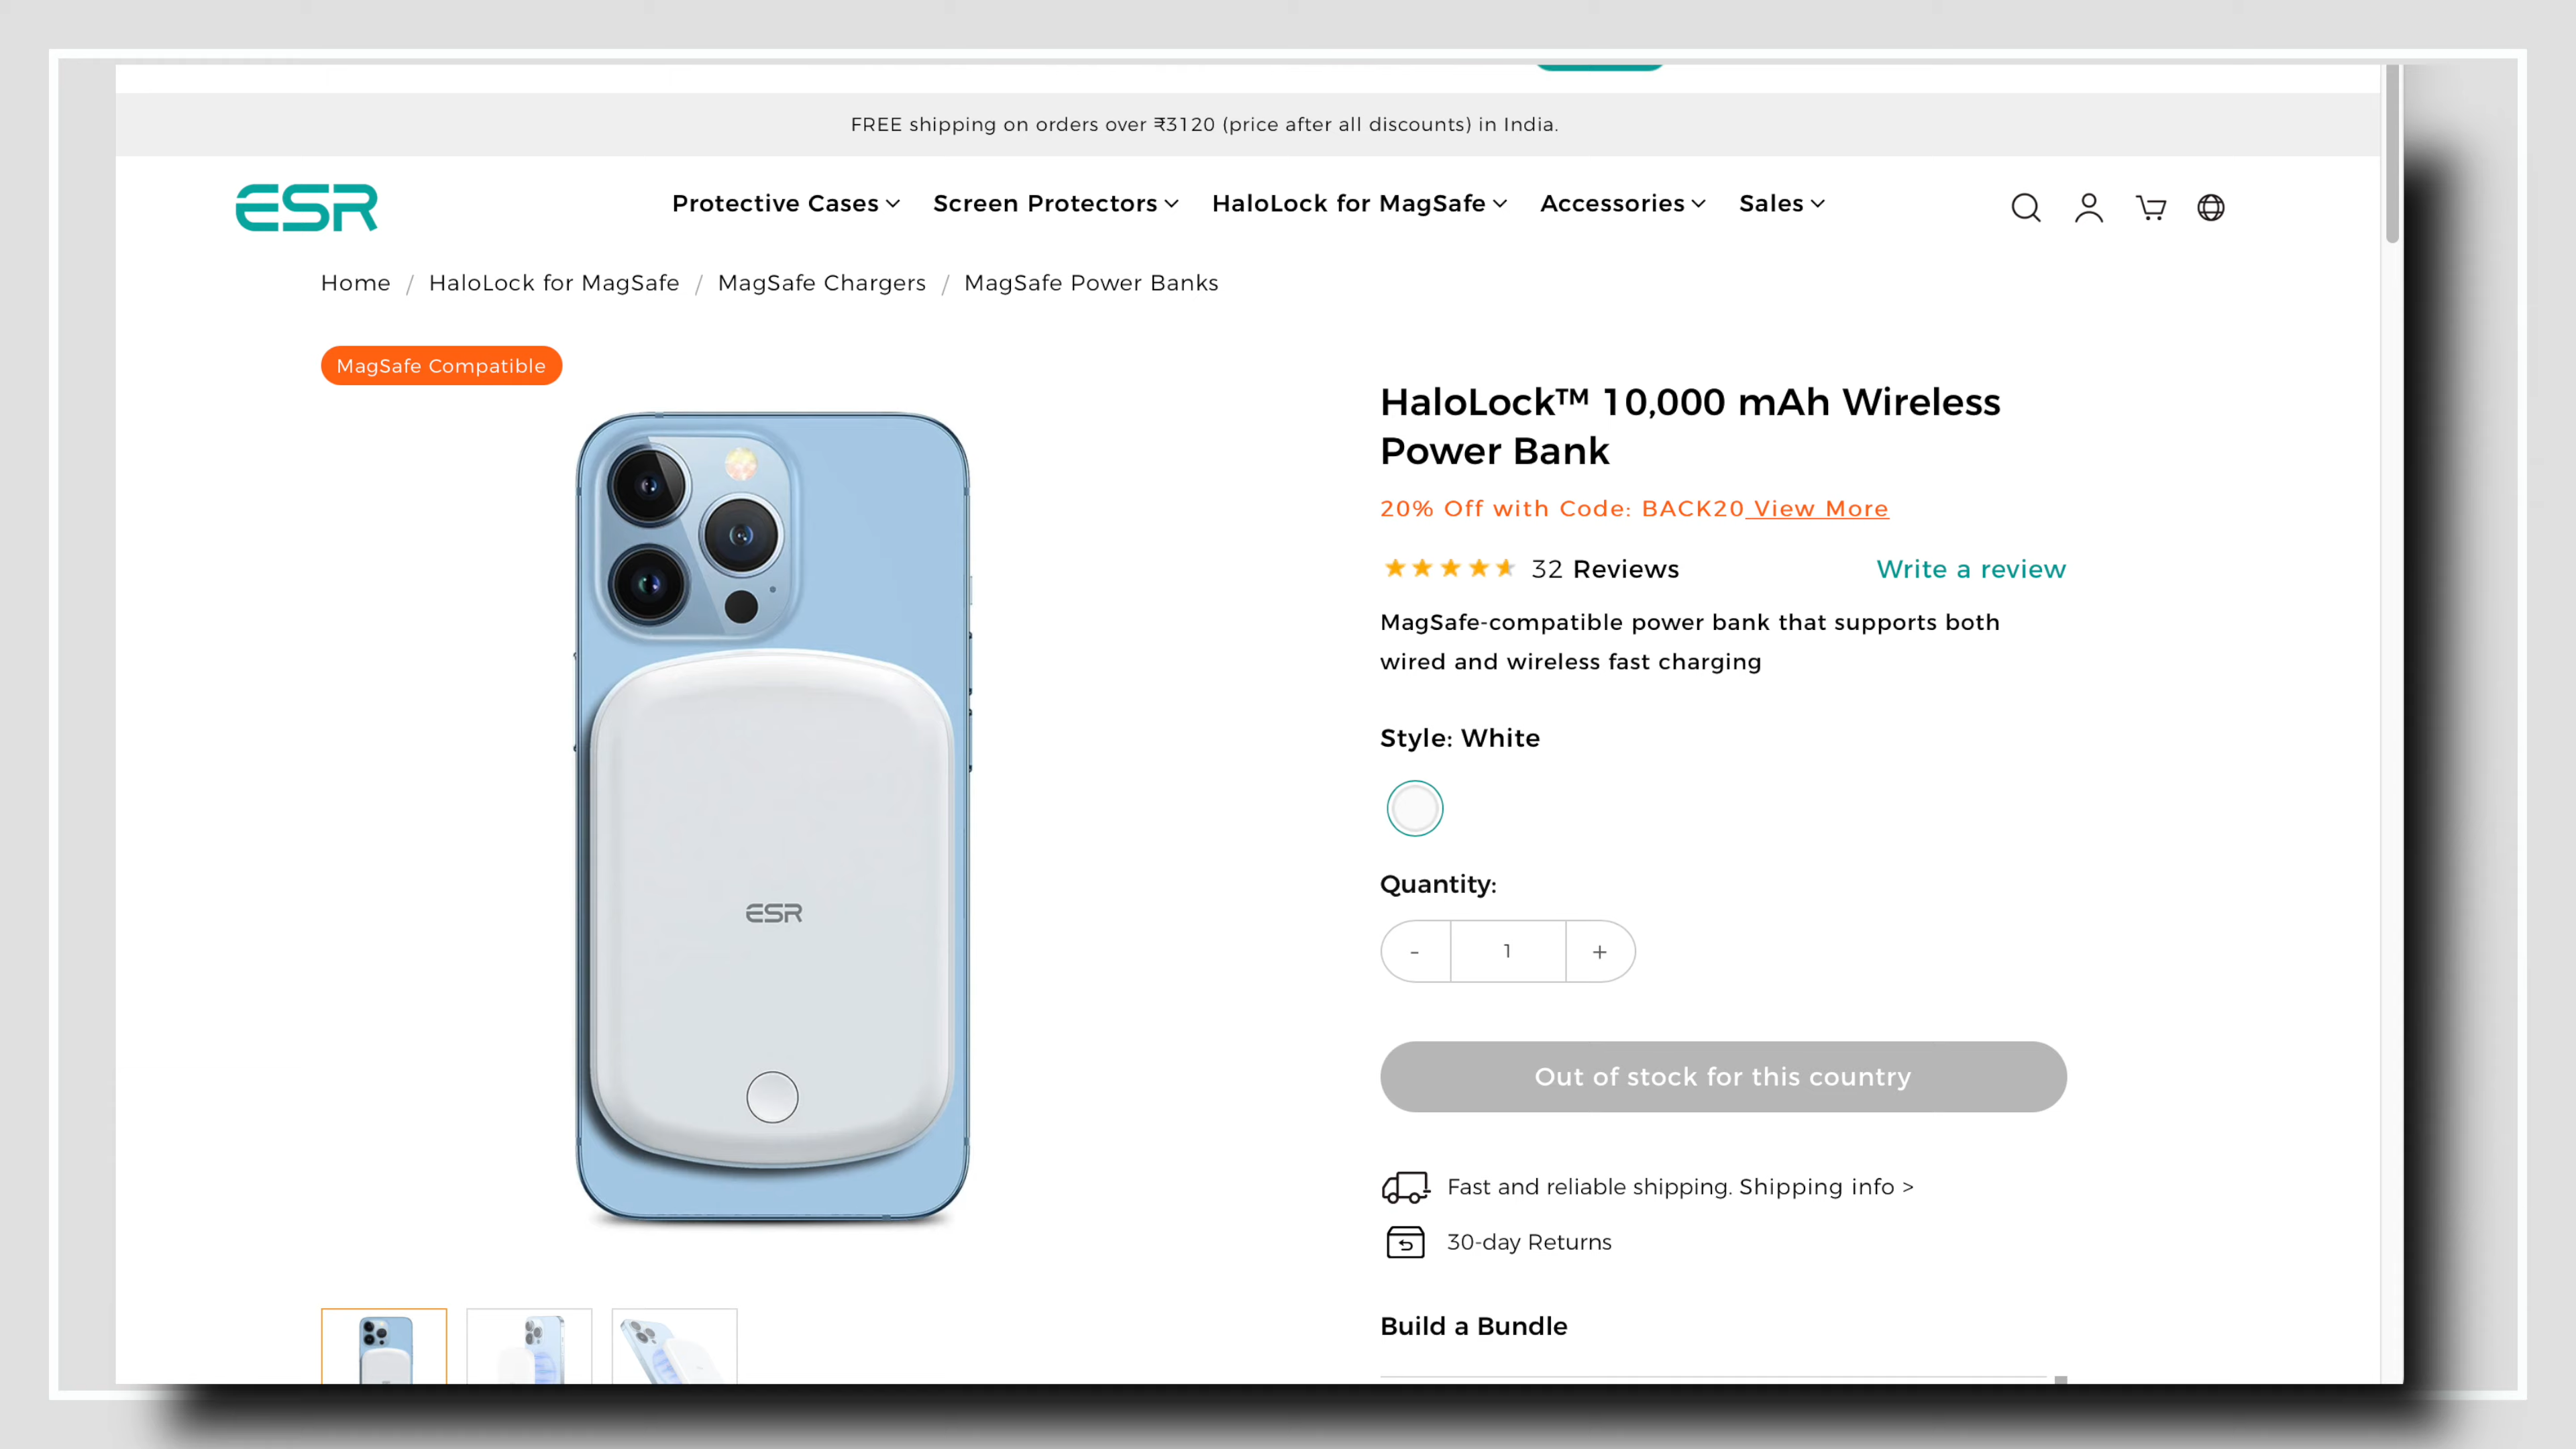 FREE shipping on orders over ₹3120 (price after all discounts) in India.
ESR
Protective Cases
Screen Protectors
HaloLock for MagSafe
Accessories
Sales
Home / HaloLock for MagSafe / MagSafe Chargers / MagSafe Power Banks
MagSafe Compatible
ESR
HaloLock™ 10,000 mAh Wireless
Power Bank
20% Off with Code: BACK20 View More
32 Reviews
Write a review
MagSafe-compatible power bank that supports both
wired and wireless fast charging
Style: White
Quantity:
- 1 +
Out of stock for this country
Fast and reliable shipping. Shipping info >
30-day Returns
Build a Bundle